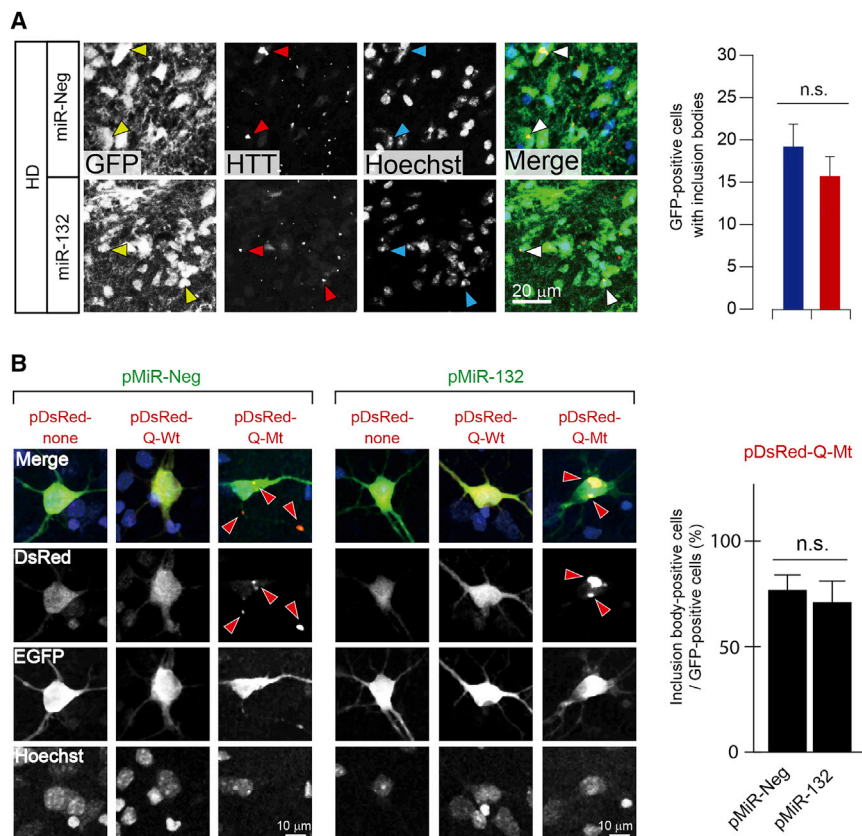 A
HD
miR-Neg
miR-132
GFP
HTT
Hoechst
Merge
20 μm
GFP-positive cells
with inclusion bodies
30
25
20
15
10
5
0
n.s.
B
pMiR-Neg
pMiR-132
pDsRed-
none
pDsRed-
Q-Wt
pDsRed-
Q-Mt
pDsRed-
none
pDsRed-
Q-Wt
pDsRed-
Q-Mt
Merge
DsRed
EGFP
Hoechst
10 μm
10 μm
pDsRed-Q-Mt
Inclusion body-positive cells
/ GFP-positive cells (%)
100
50
0
n.s.
pMiR-Neg
pMiR-132